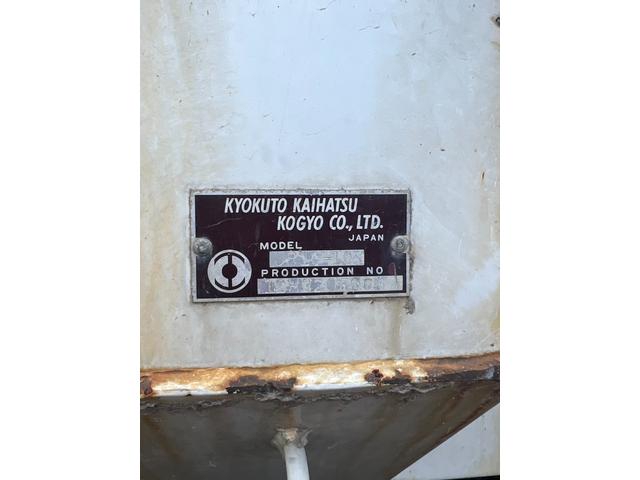 KYOKUTO KAIHATSU
KOGYO CO., LTD.
JAPAN
MODEL
PRODUCTION NO